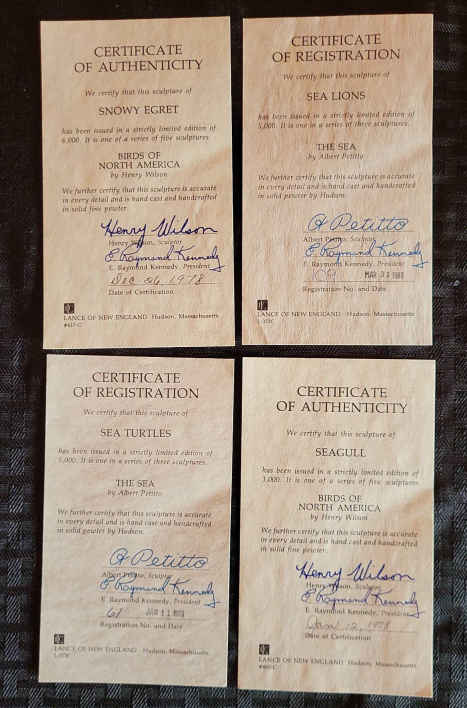 CERTIFICATE
OF AUTHENTICITY
We certify that this sculpture of
SNOWY EGRET
has been issued in a strictly limited edition of
6,000. It is one of a series of five sculptures
BIRDS OF
NORTH AMERICA
by Henry Wilson
We further certify that this sculpture is accurate
in every detail and is hand cast and handcrafted
in solid fine pewter.
Henry Wilson
Henry Wilson, Sculptor
E. Raymond Kennedy
E. Raymond Kennedy, President
Dec 26, 1978
Date of Certification
LANCE OF NEW ENGLAND Hudson, Massachusetts
CERTIFICATE
OF REGISTRATION
We certify that this sculpture of
SEA LIONS
has been issued in a strictly limited edition of
5,000. It is one in a series of three sculptures.
THE SEA
by Albert Petitto
We further certify that this sculpture is accurate
in every detail and is hand cast and handcrafted
in solid pewter by Hudson.
A Petitto
Albert Petitto, Sculptor
E. Raymond Kennedy
E. Raymond Kennedy, President
MAR
Registration No. and Date
LANCE OF NEW ENGLAND Hudson, Massachusetts
CERTIFICATE
OF REGISTRATION
We certify that this sculpture of
SEA TURTLES
has been issued in a strictly limited edition of
5,000. It is one in a series of three sculptures.
THE SEA
by Albert Petitto
We further certify that this sculpture is accurate
in every detail and is hand cast and handcrafted
in solid pewter by Hudson.
A Petitto
Albert Petitto, Sculptor
E. Raymond Kennedy
E. Raymond Kennedy, President
61
Registration No. and Date
LANCE OF NEW ENGLAND Hudson, Massachusetts
CERTIFICATE
OF AUTHENTICITY
We certify that this sculpture of
SEAGULL
has been issued in a strictly limited edition of
It is one of a series of five sculptures
BIRDS OF
NORTH AMERICA
by Henry Wilson
We further certify that this sculpture is accurate
in every detail and is hand cast and handcrafted
in solid fine pewter.
Henry Wilson
Henry Wilson, Sculptor
E. Raymond Kennedy
E. Raymond Kennedy, President
Jan 12, 1978
Date of Certification
LANCE OF NEW ENGLAND Hudson, Massachusetts